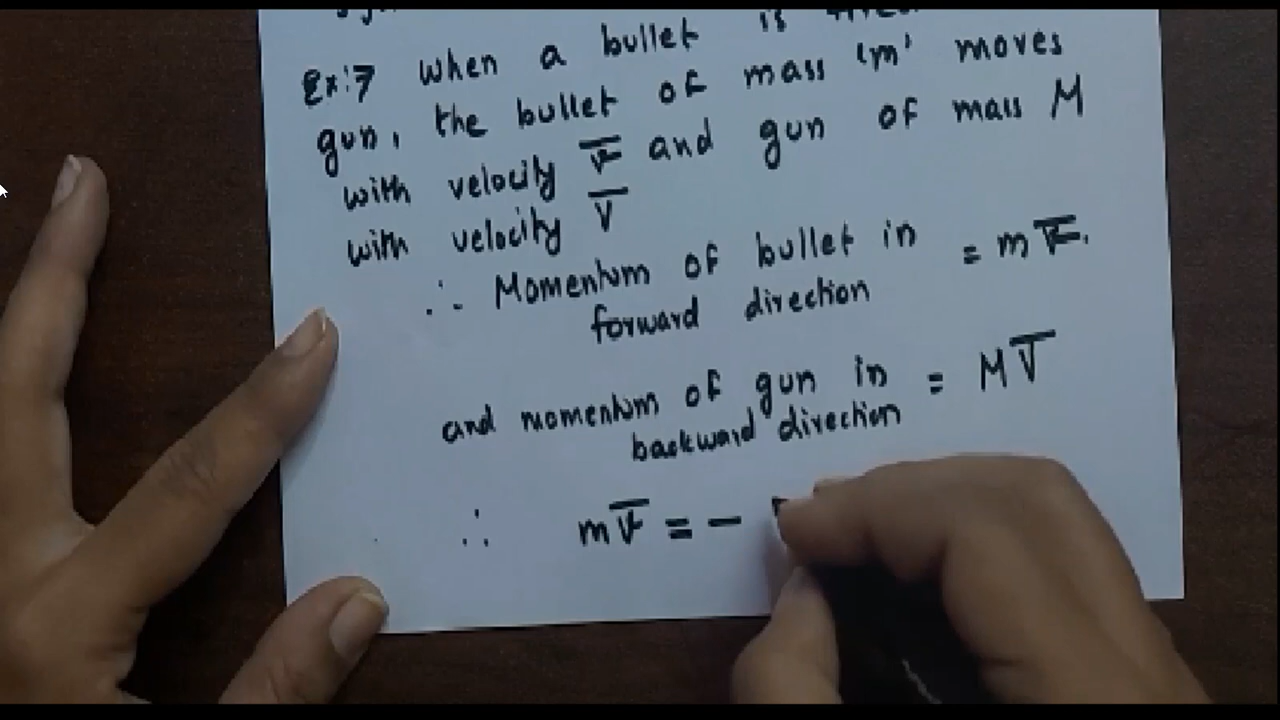 Ex:7 When a bullet is
gun, the bullet of mass 'm' moves
with velocity v̅ and gun of mass M
with velocity V̅
∴ Momentum of bullet in = mv̅.
forward direction
and momentum of gun in = MV̅
backward direction
∴ mv̅ = -